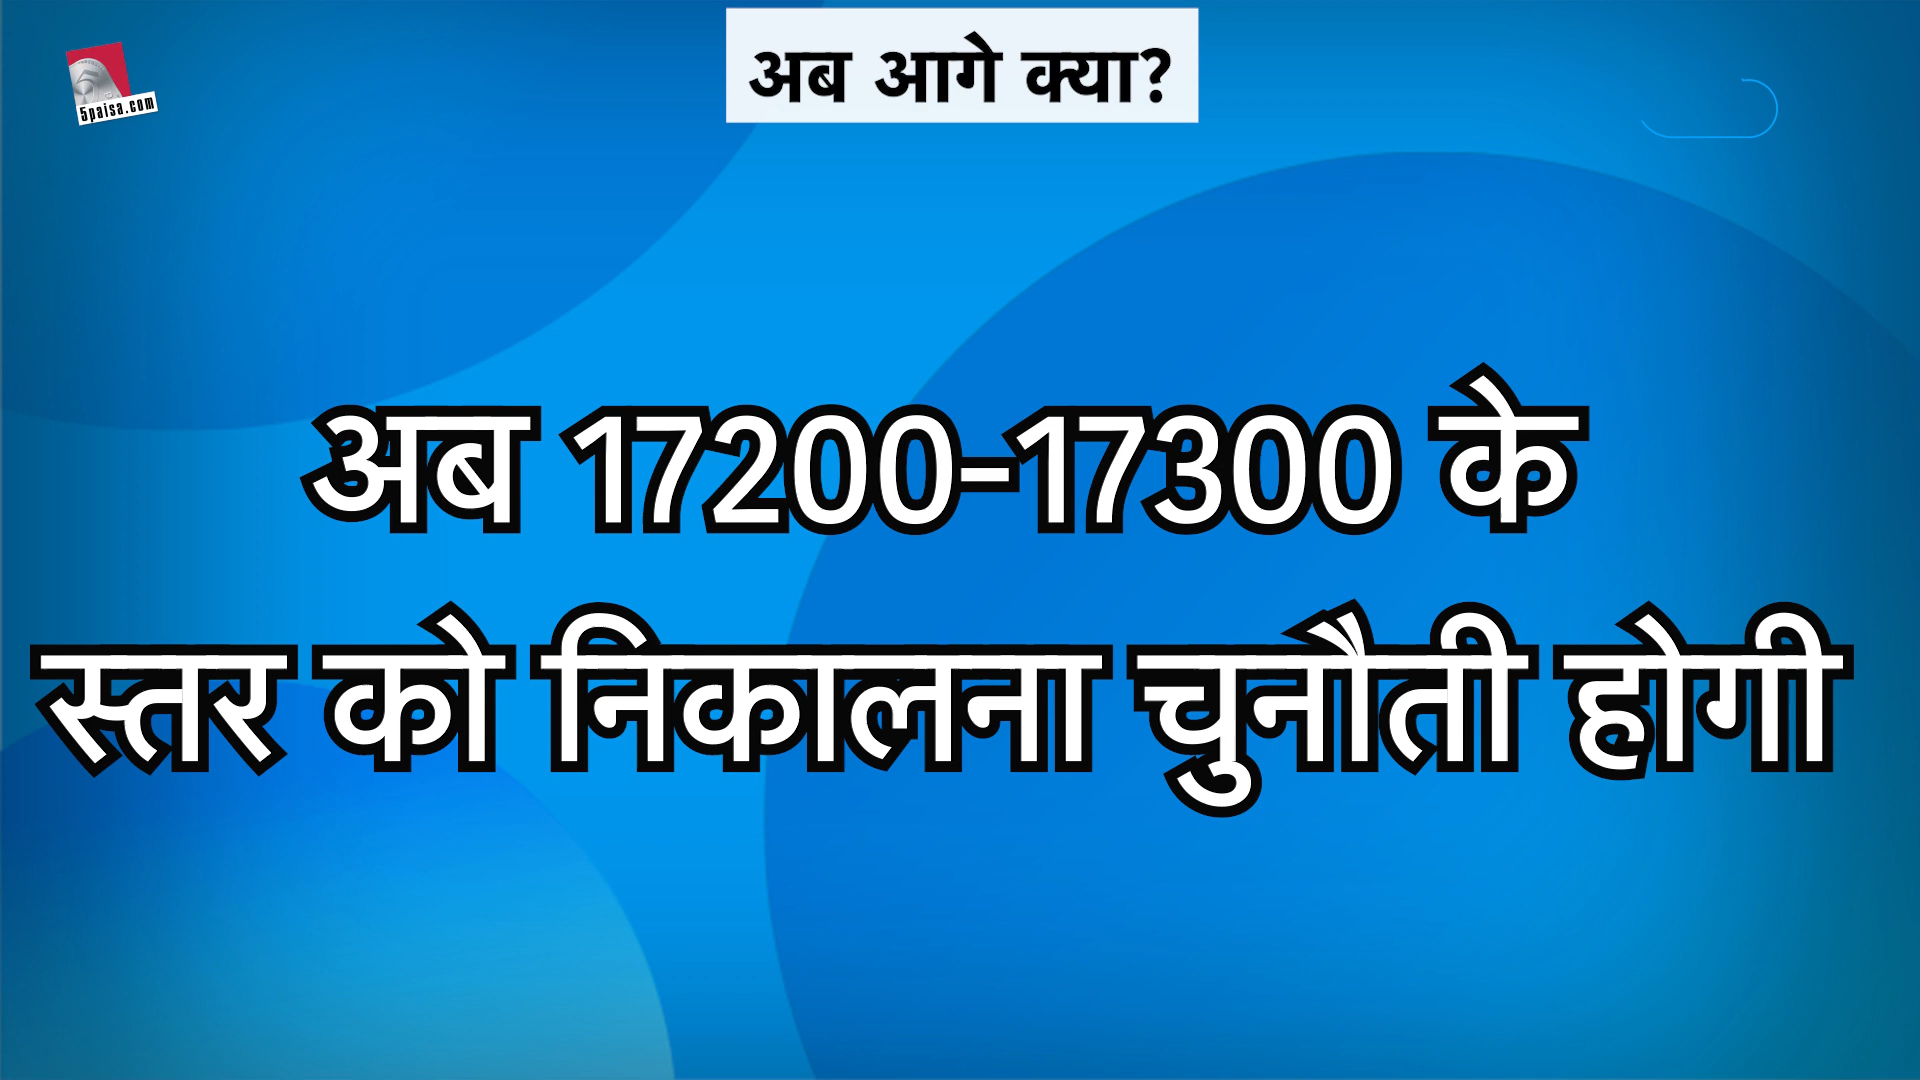 अब आगे क्या?
5paisa.com
अब 17200-17300 के
स्तर को निकालना चुनौती होगी